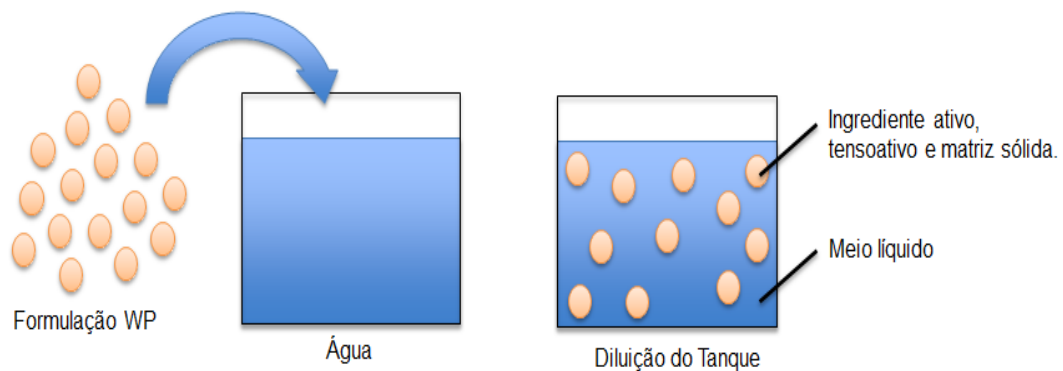 Formulação WP
Água
Diluição do Tanque
Ingrediente ativo,
tensoativo e matriz sólida.
Meio líquido